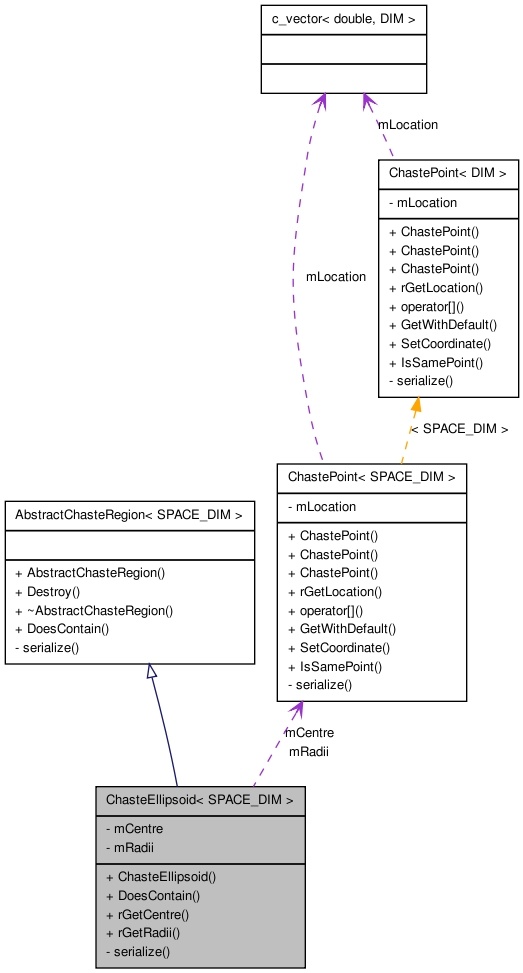 c_vector< double, DIM >
mLocation
ChastePoint< DIM >
- mLocation
+ ChastePoint()
+ ChastePoint()
+ ChastePoint()
+ rGetLocation()
+ operator[]()
+ GetWithDefault()
+ SetCoordinate()
+ IsSamePoint()
- serialize()
mLocation
< SPACE_DIM >
ChastePoint< SPACE_DIM >
- mLocation
+ ChastePoint()
+ ChastePoint()
+ ChastePoint()
+ rGetLocation()
+ operator[]()
+ GetWithDefault()
+ SetCoordinate()
+ IsSamePoint()
- serialize()
AbstractChasteRegion< SPACE_DIM >
+ AbstractChasteRegion()
+ Destroy()
+ ~AbstractChasteRegion()
+ DoesContain()
- serialize()
mCentre
mRadii
ChasteEllipsoid< SPACE_DIM >
- mCentre
- mRadii
+ ChasteEllipsoid()
+ DoesContain()
+ rGetCentre()
+ rGetRadii()
- serialize()